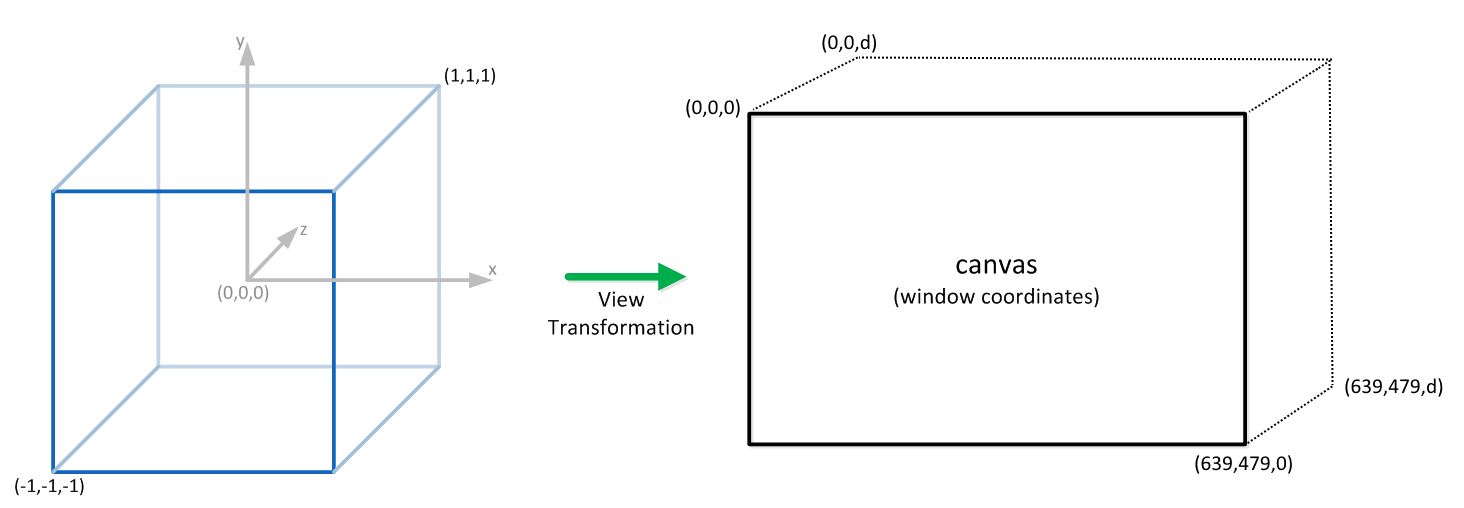 y
(1,1,1)
z
x
(0,0,0)
(-1,-1,-1)
View
Transformation
(0,0,d)
(0,0,0)
canvas
(window coordinates)
(639,479,d)
(639,479,0)